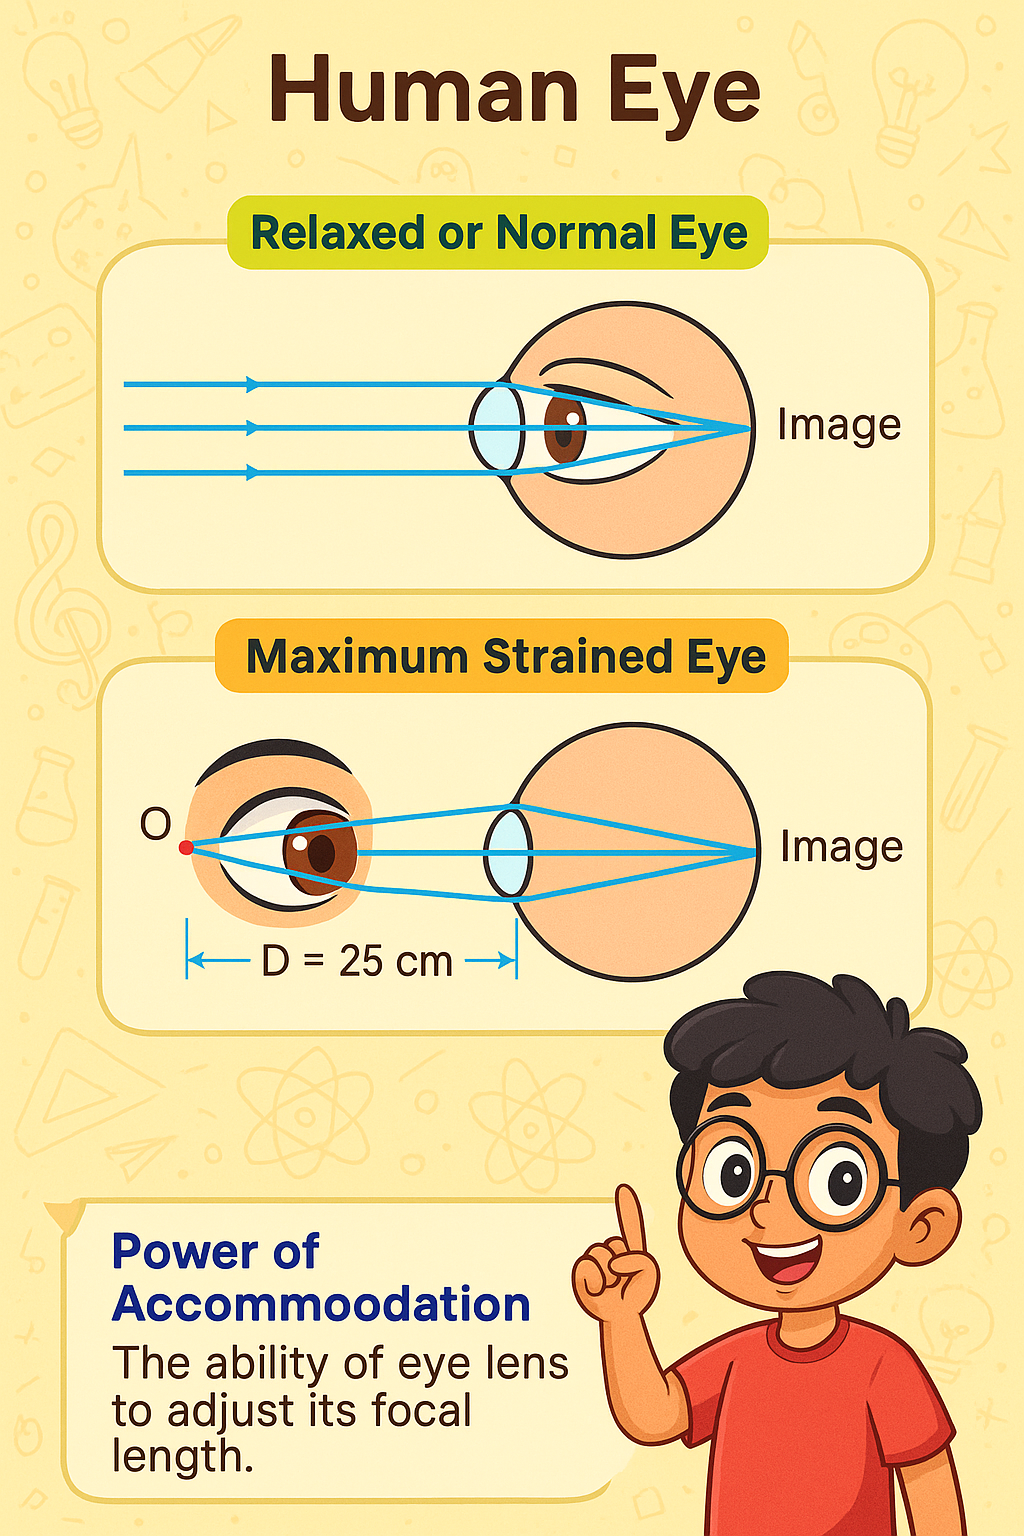 Human Eye
Relaxed or Normal Eye
Image
Maximum Strained Eye
O
Image
D = 25 cm
Power of
Accommoodation
The ability of eye lens
to adjust its focal
length.